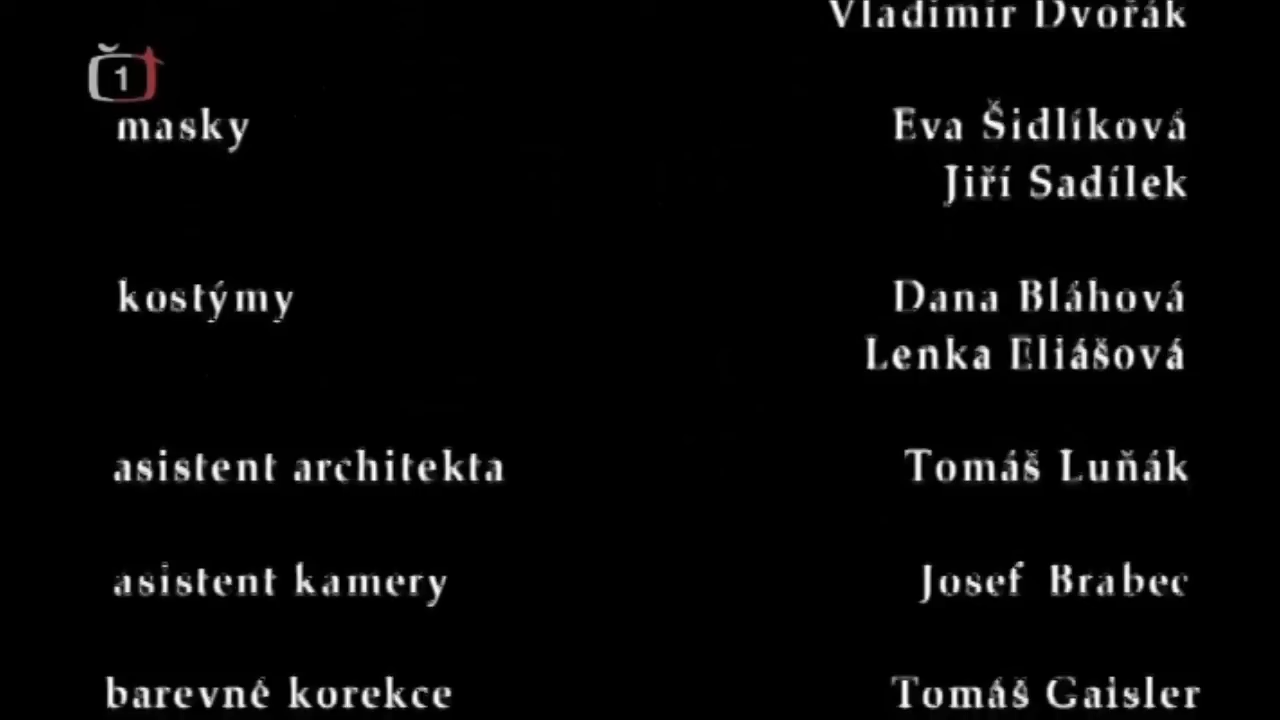 Vladimír Dvořák
1
masky Eva Šidlíková
Jiří Sadílek
kostýmy Dana Bláhová
Lenka Eliášová
asistent architekta Tomáš Luňák
asistent kamery Josef Brabec
barevné korekce Tomáš Gaisler